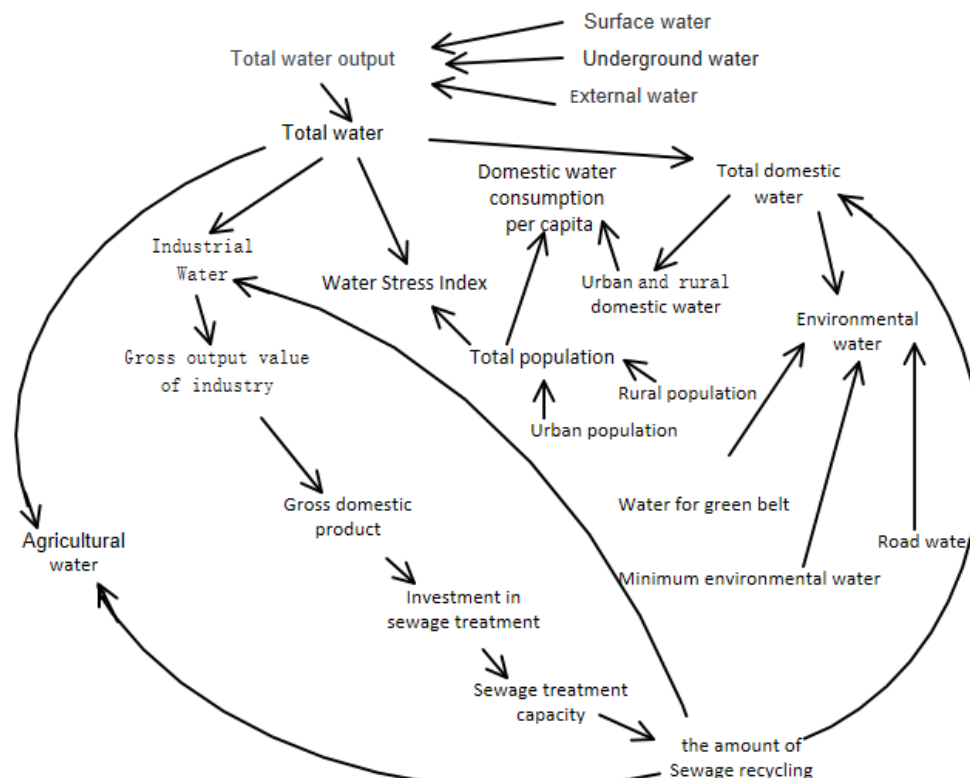 Surface water
Total water output
Underground water
External water
Total water
Domestic water
consumption
per capita
Total domestic
water
Industrial
Water
Water Stress Index
Urban and rural
domestic water
Environmental
water
Gross output value
of industry
Total population
Rural population
Urban population
Gross domestic
product
Water for green belt
Agricultural
water
Road water
Minimum environmental water
Investment in
sewage treatment
Sewage treatment
capacity
the amount of
Sewage recycling